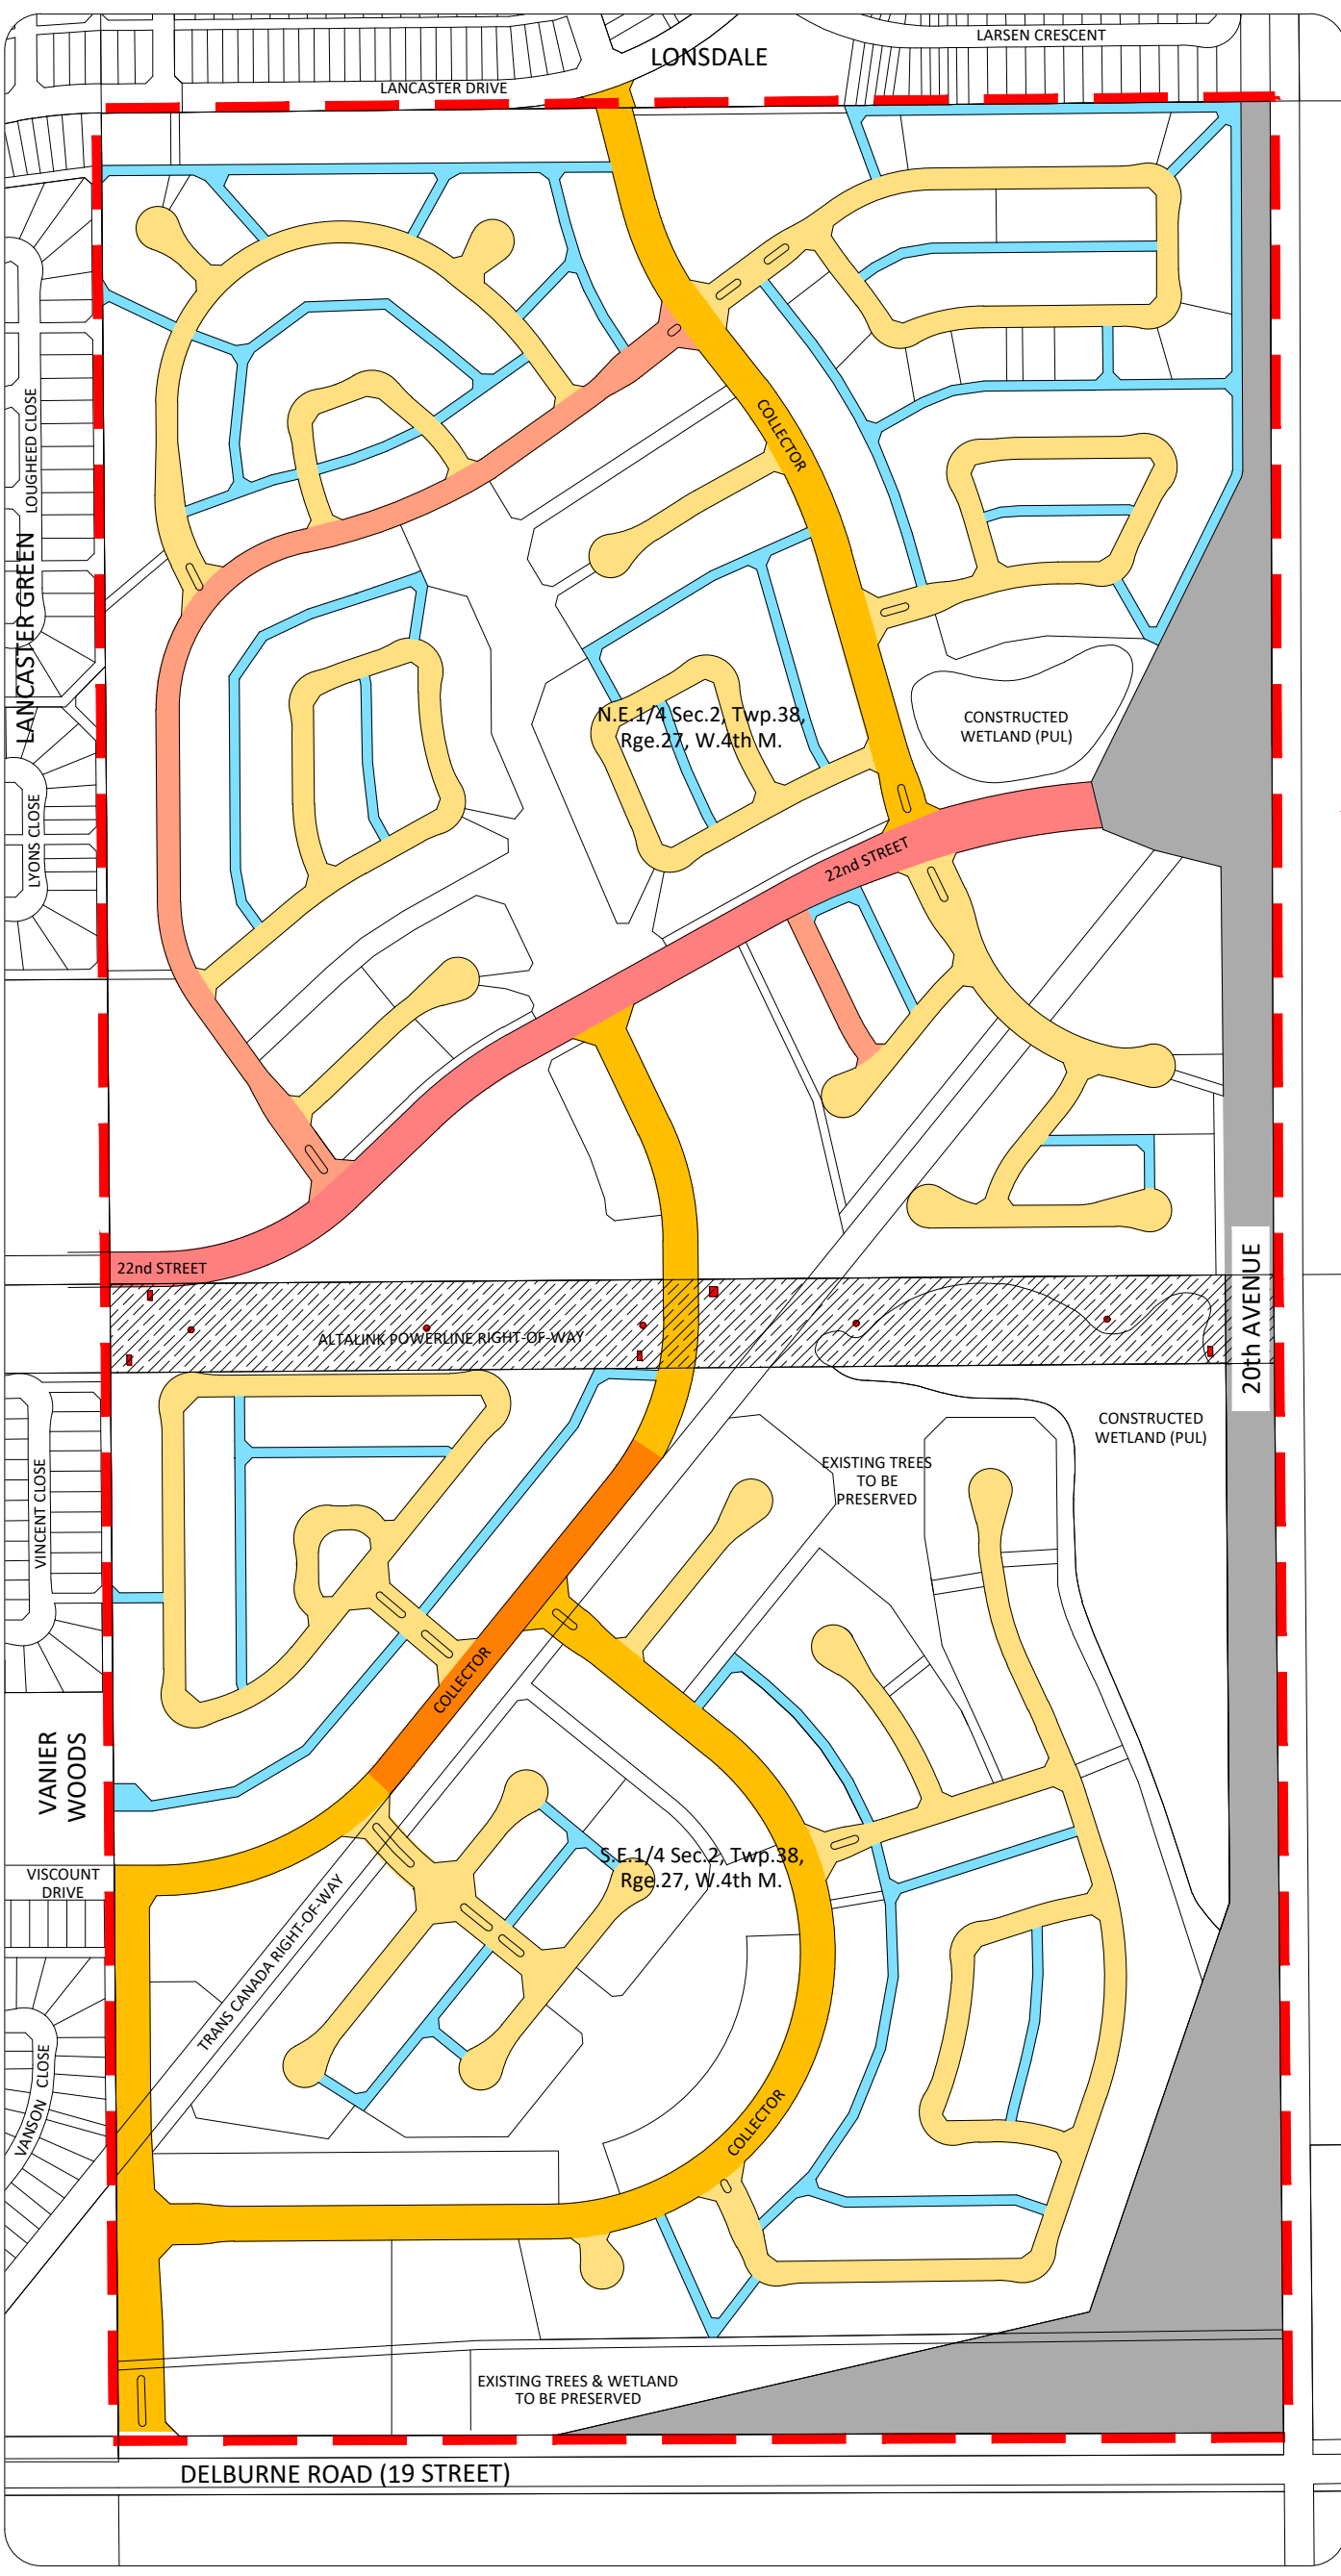 LARSEN CRESCENT
LONSDALE
LANCASTER DRIVE
LOUGHEED CLOSE
LANCASTER GREEN
COLLECTOR
N.E.1/4 Sec.2, Twp.38,
Rge.27, W.4th M.
CONSTRUCTED
WETLAND (PUL)
LYONS CLOSE
22nd STREET
22nd STREET
ALTALINK POWERLINE RIGHT-OF-WAY
20th AVENUE
CONSTRUCTED
WETLAND (PUL)
EXISTING TREES
TO BE
PRESERVED
VINCENT CLOSE
COLLECTOR
VANIER
WOODS
S.E.1/4 Sec.2, Twp.38,
Rge.27, W.4th M.
VISCOUNT
DRIVE
TRANS CANADA RIGHT-OF-WAY
VANSON CLOSE
COLLECTOR
EXISTING TREES & WETLAND
TO BE PRESERVED
DELBURNE ROAD (19 STREET)